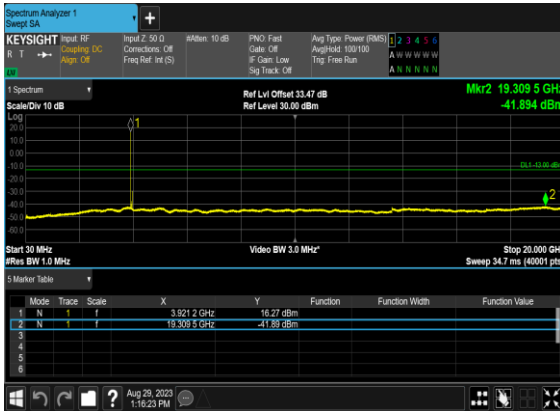 Spectrum Analyzer 1
Swept SA
+
KEYSIGHT Input: RF Input Z: 50 Ω #Atten: 10 dB PNO: Fast Avg Type: Power (RMS) 1 2 3 4 5 6
R T Coupling: DC Corrections: Off Gate: Off Avg|Hold: 100/100 A W W W W W
Align: Off Freq Ref: Int (S) IF Gain: Low Trig: Free Run
Sig Track: Off A N N N N N
1 Spectrum Ref Lvl Offset 33.47 dB Mkr2 19.309 5 GHz
Scale/Div 10 dB Ref Level 30.00 dBm -41.894 dBm
Log
20.0
10.0
0.00
-10.0
-20.0
-30.0
-40.0
-50.0
-60.0
1
DL1 -13.00 dBm
2
Start 30 MHz Video BW 3.0 MHz* Stop 20.000 GHz
#Res BW 1.0 MHz Sweep 34.7 ms (40001 pts)
5 Marker Table
Mode Trace Scale X Y Function Function Width Function Value
1 N 1 f 3.921 2 GHz 16.27 dBm
2 N 1 f 19.309 5 GHz -41.89 dBm
3
4
5
6
? Aug 29, 2023
1:16:23 PM